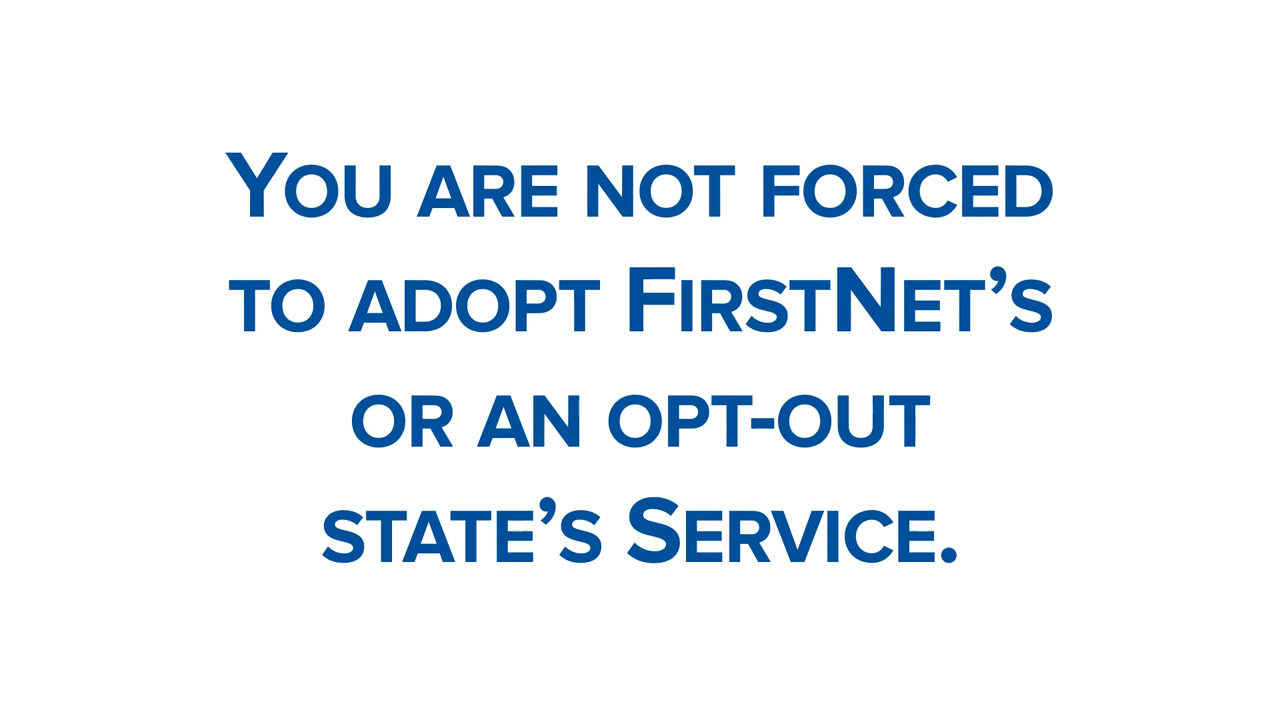 You are not forced
to adopt FirstNet’s
or an opt-out
state’s Service.